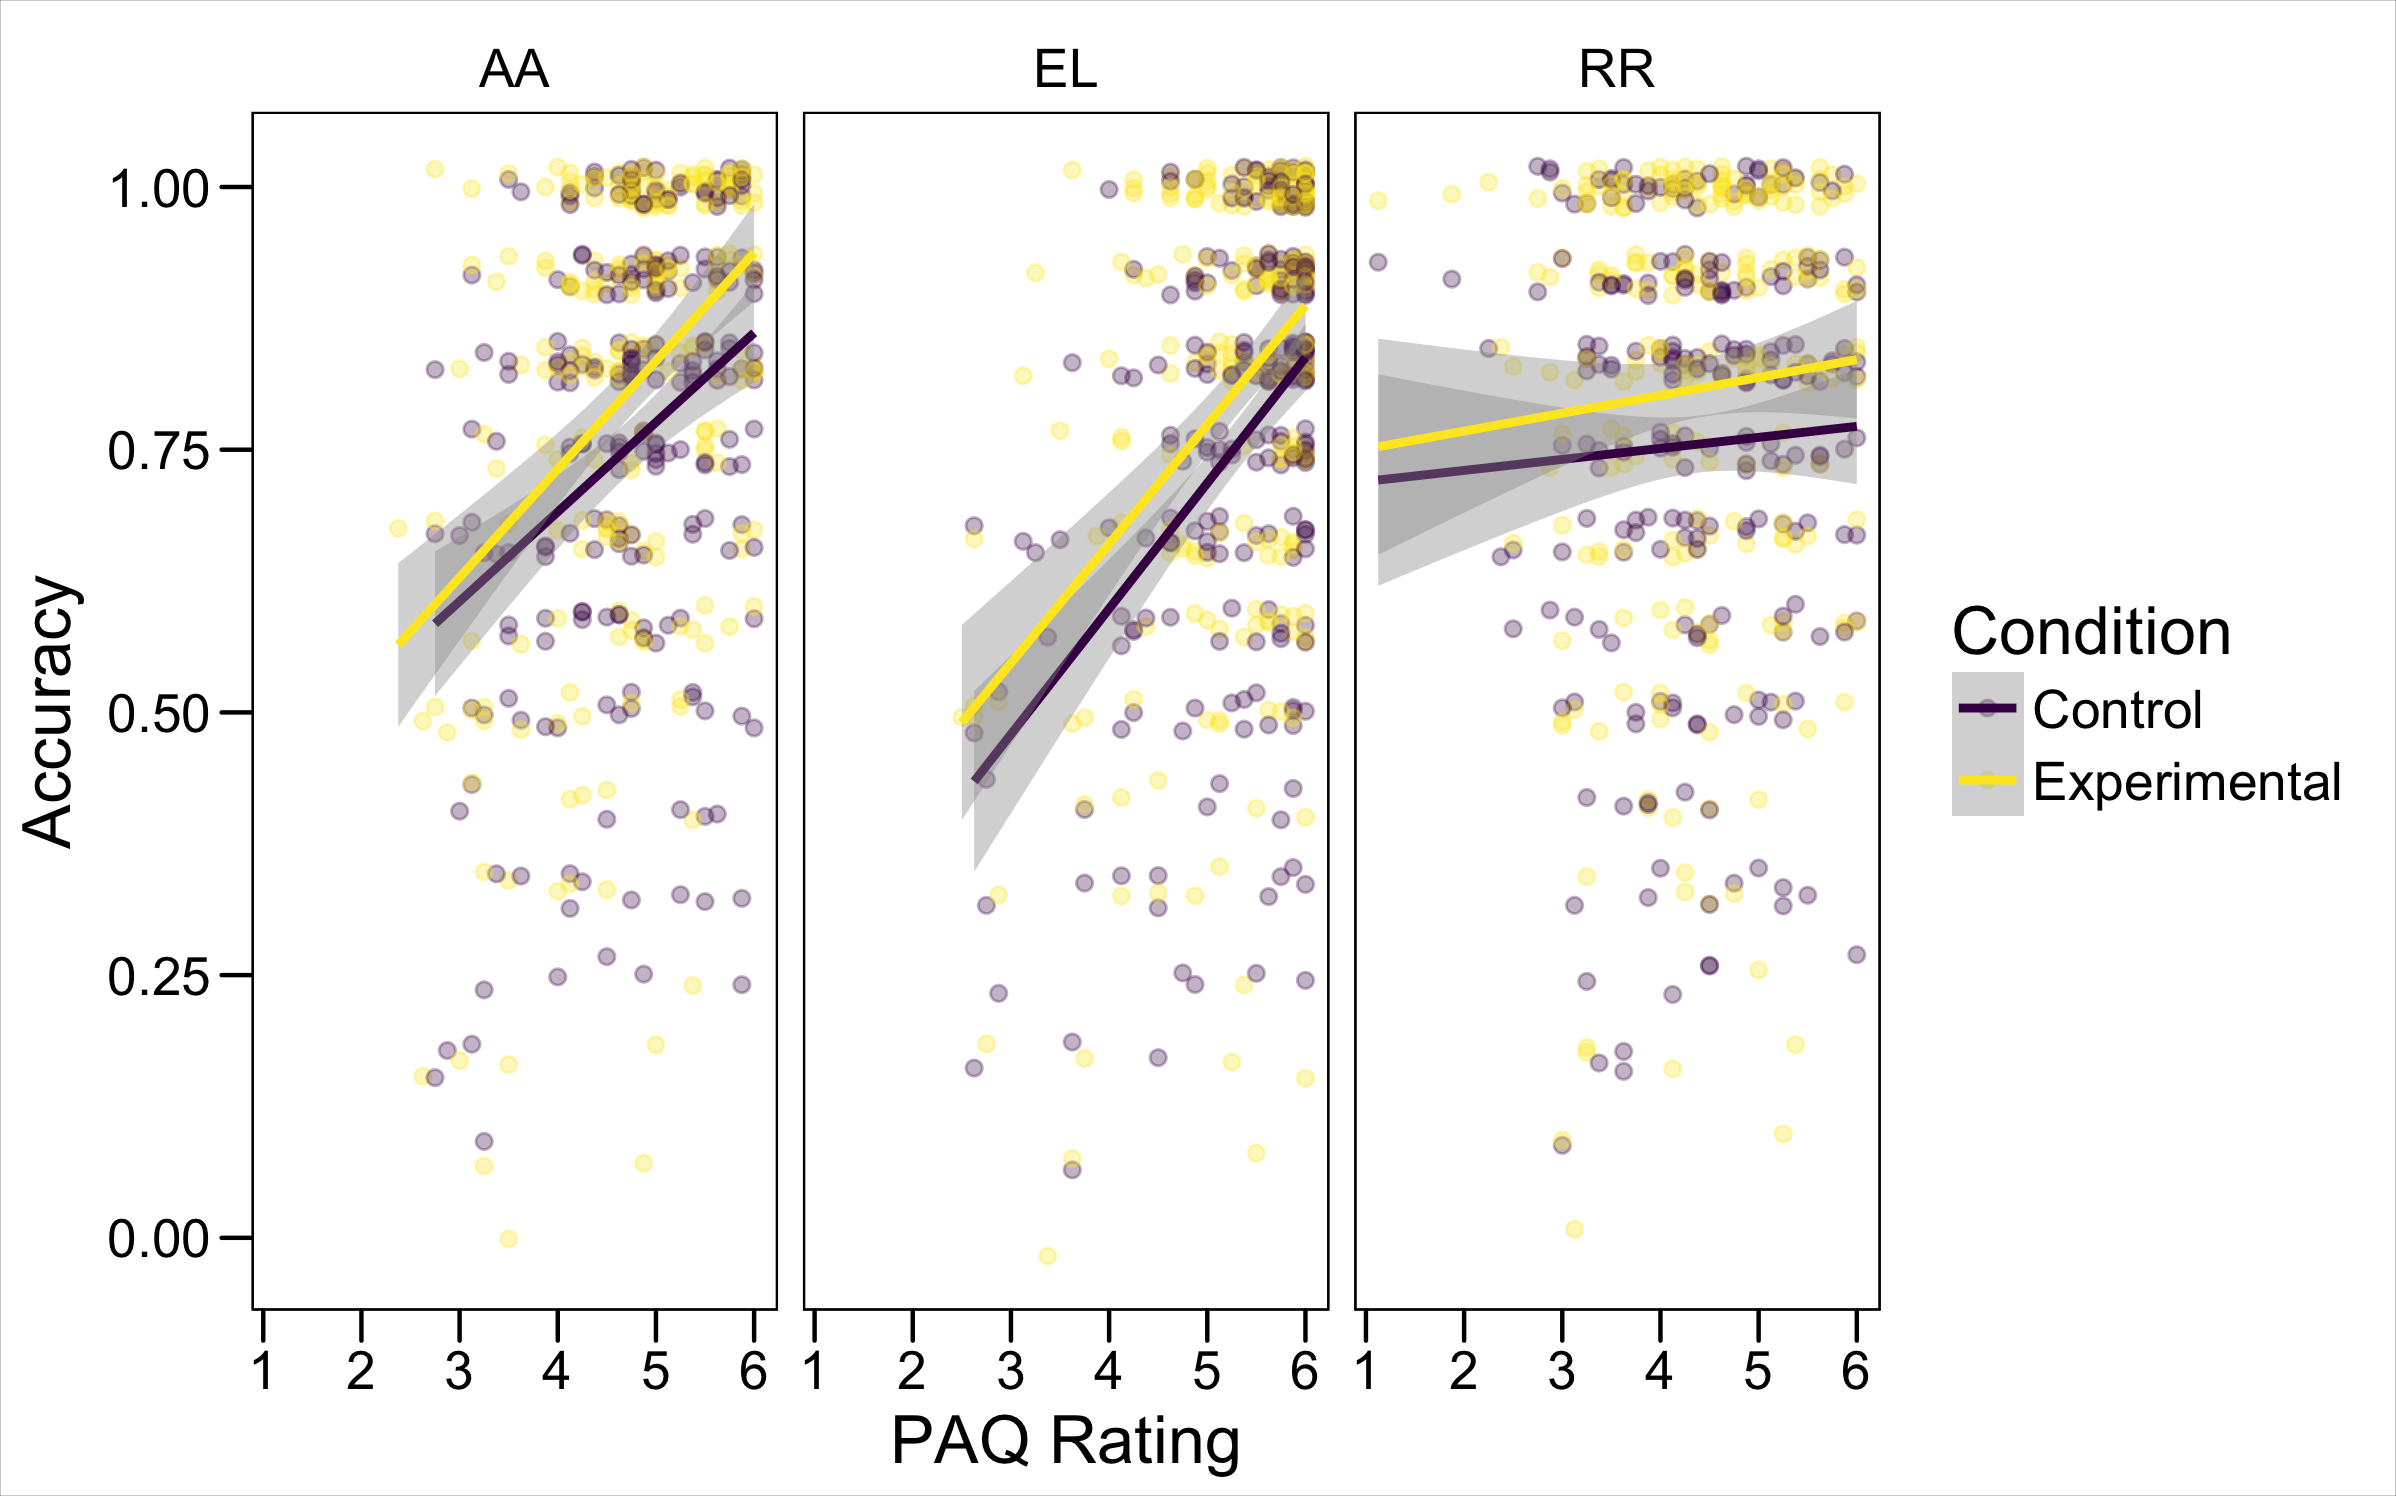 AA EL RR
1.00
0.75
0.50
0.25
0.00
Accuracy
1 2 3 4 5 6 1 2 3 4 5 6 1 2 3 4 5 6
PAQ Rating
Condition
Control
Experimental